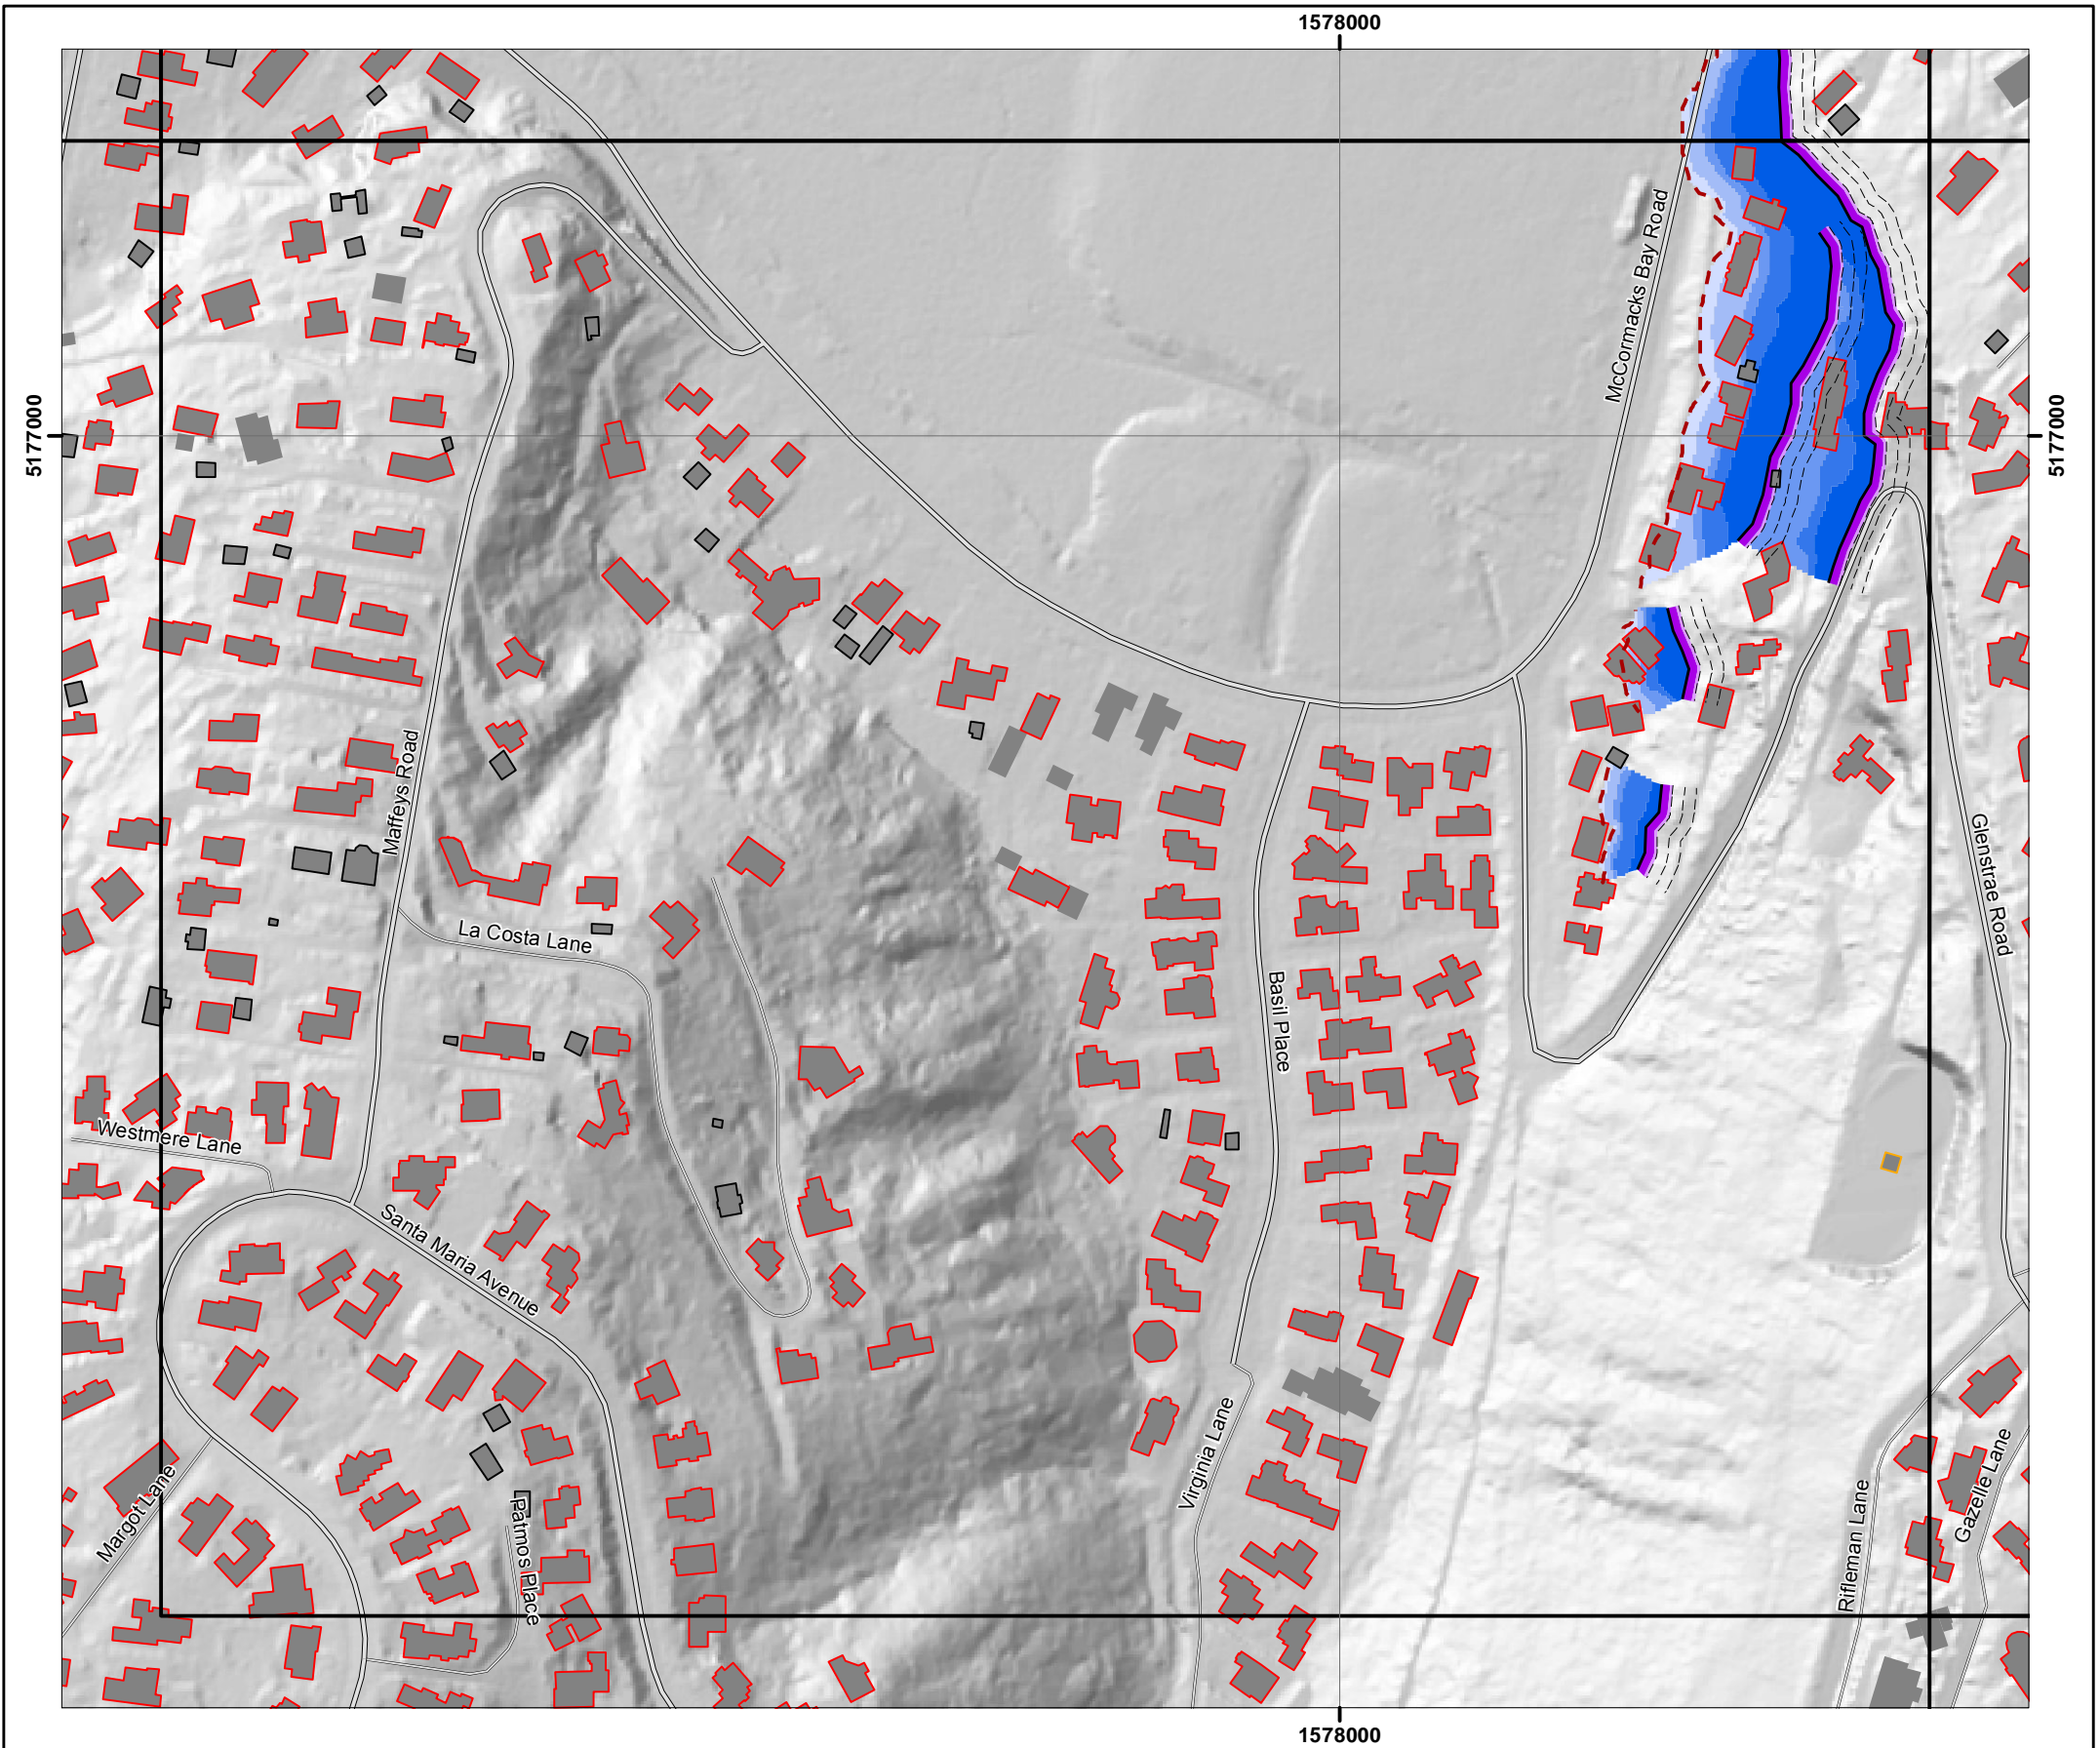 1578000
McCormacks Bay Road
5177000
5177000
Maffeys Road
Glenstrae Road
La Costa Lane
Basil Place
Westmere Lane
Santa Maria Avenue
Virginia Lane
Margot Lane
Patmos Place
Rifleman Lane
Gazelle Lane
1578000